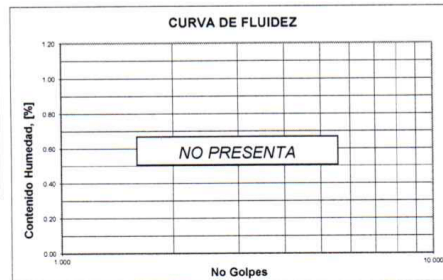 CURVA DE FLUIDEZ
Contenido Humedad, [%]
1.20
1.00
0.80
0.60
0.40
0.20
0.00
NO PRESENTA
1.000
10.000
No Golpes